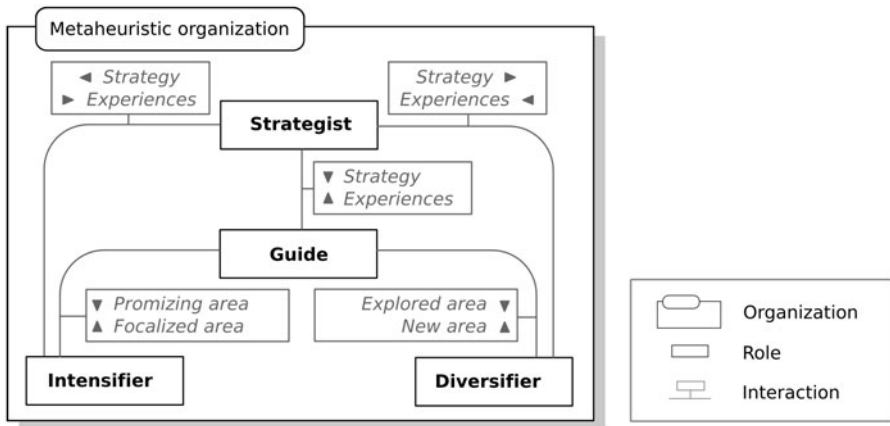 Metaheuristic organization
◄ Strategy
► Experiences
Strategy ►
Experiences ◄
Strategist
▼ Strategy
▲ Experiences
Guide
▼ Promizing area
▲ Focalized area
Explored area ▼
New area ▲
Intensifier
Diversifier
Organization
Role
Interaction